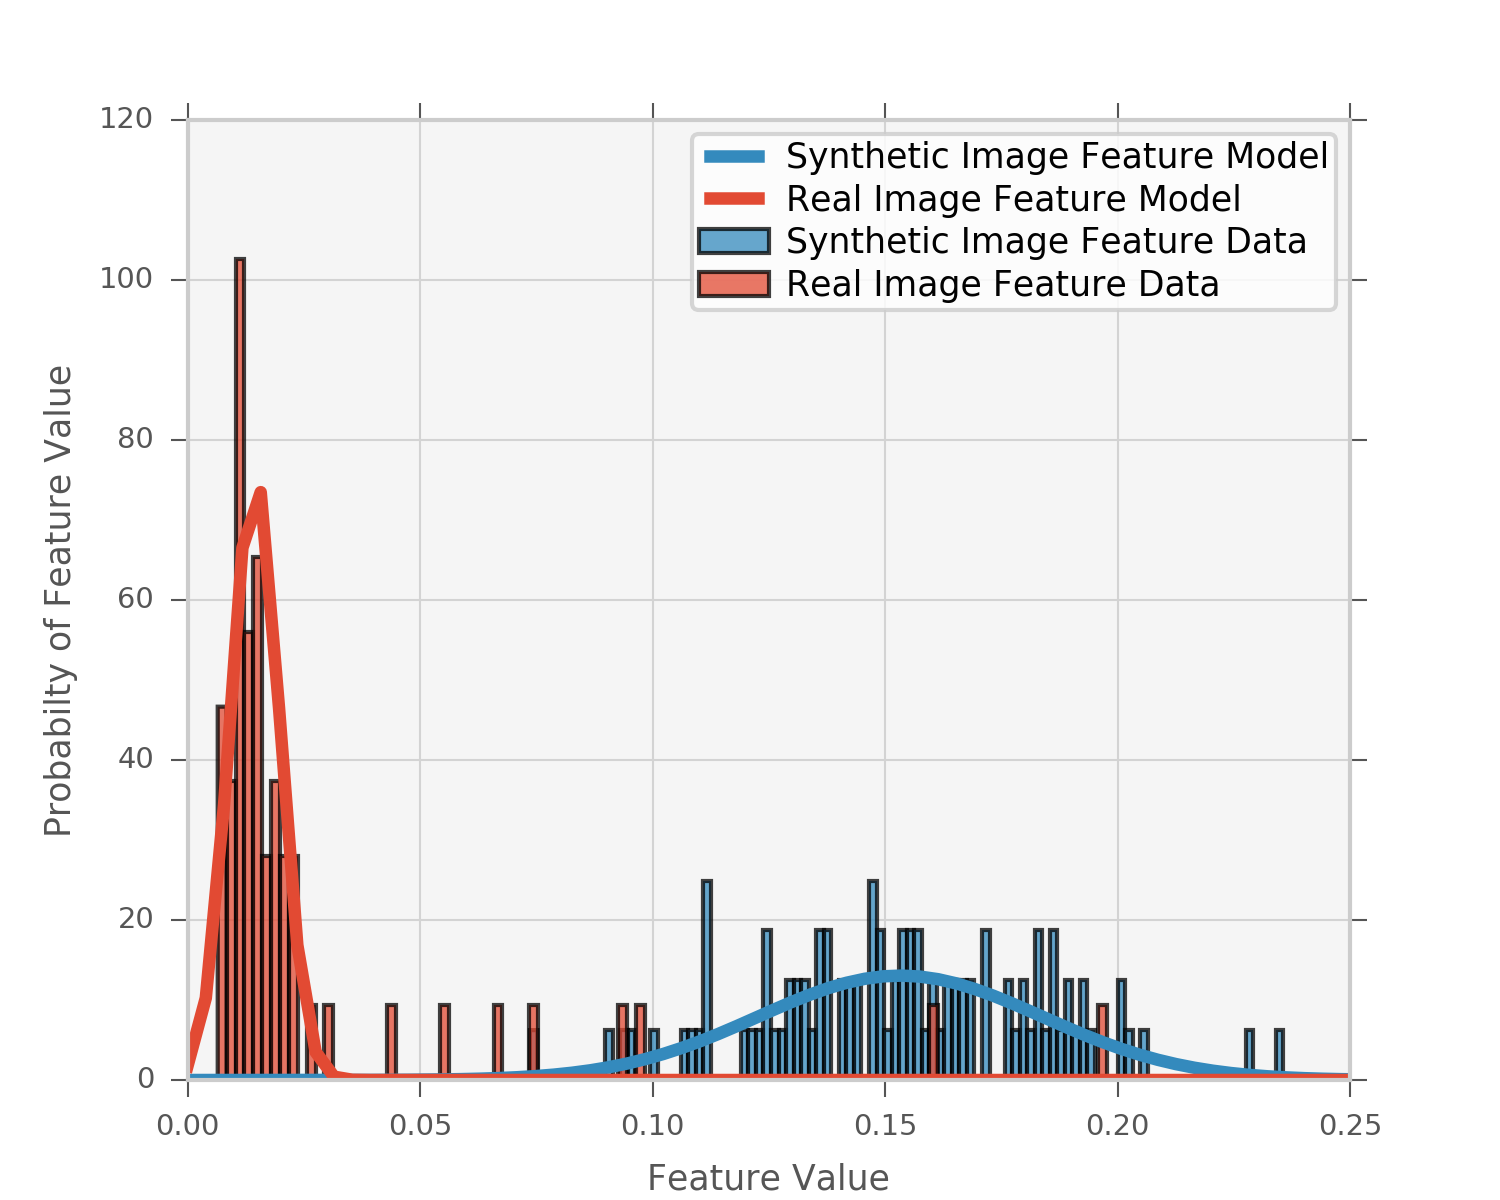 Synthetic Image Feature Model
Real Image Feature Model
Synthetic Image Feature Data
Real Image Feature Data
120
100
80
60
40
20
0
Probabilty of Feature Value
0.00 0.05 0.10 0.15 0.20 0.25
Feature Value